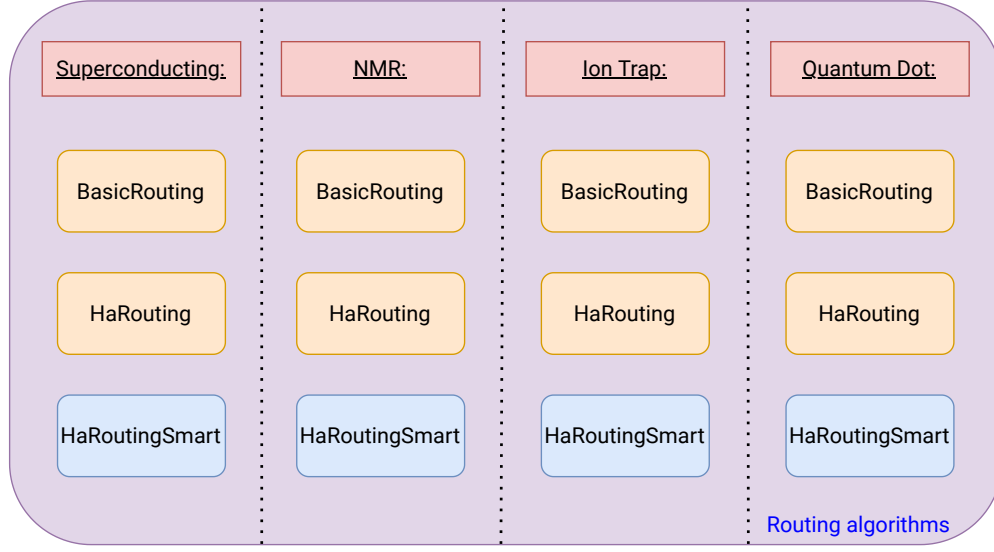 Superconducting:
NMR:
Ion Trap:
Quantum Dot:
BasicRouting
BasicRouting
BasicRouting
BasicRouting
HaRouting
HaRouting
HaRouting
HaRouting
HaRoutingSmart
HaRoutingSmart
HaRoutingSmart
HaRoutingSmart
Routing algorithms